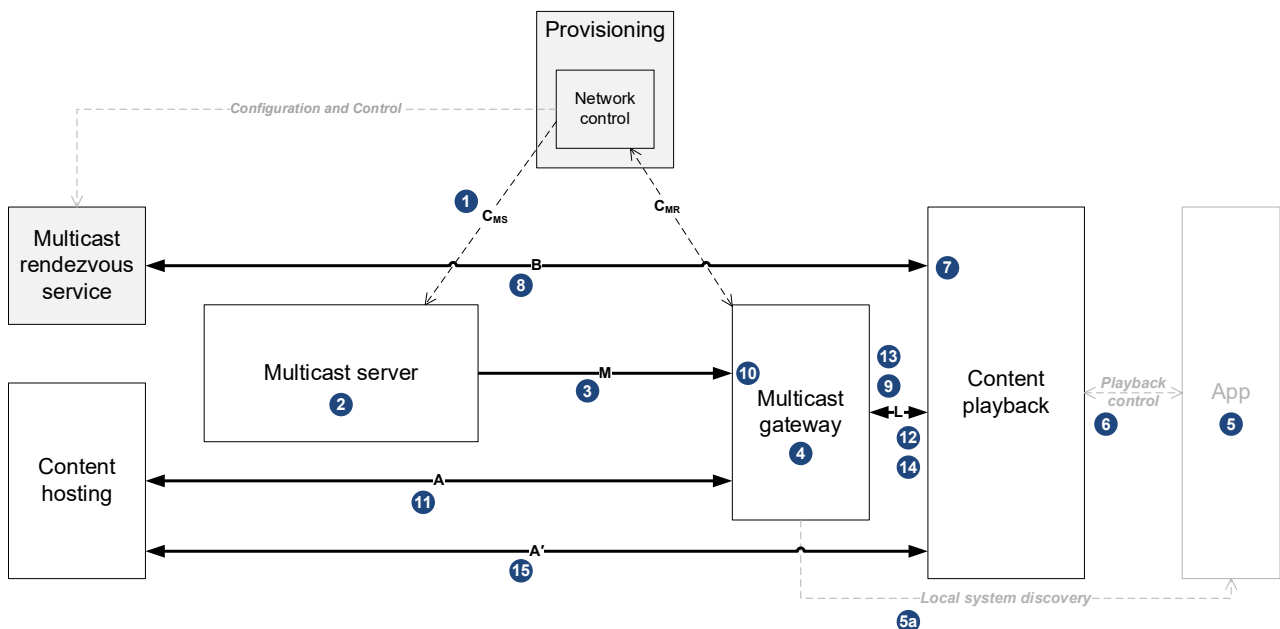 Provisioning
Network
control
Configuration and Control
1
CMS
CMR
Multicast
rendezvous
service
B
8
7
Multicast server
2
M
3
10
Multicast
gateway
4
13
9
L
12
14
Content
playback
Playback
control
6
App
5
Content
hosting
A
11
A'
15
Local system discovery
5a